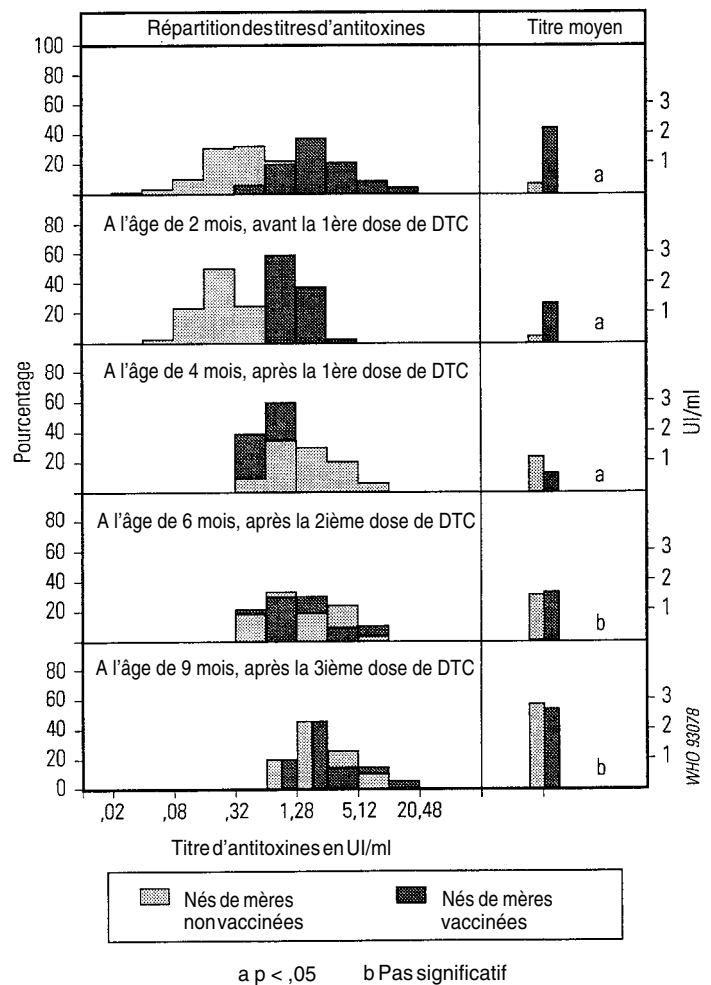 Répartition des titres d'antitoxines Titre moyen
100
80
60
40
20
3
2
1
a
A l'âge de 2 mois, avant la 1ère dose de DTC
80
60
40
20
3
2
1
a
A l'âge de 4 mois, après la 1ère dose de DTC
80
60
40
20
3
2
1
a
A l'âge de 6 mois, après la 2ième dose de DTC
80
60
40
20
3
2
1
b
A l'âge de 9 mois, après la 3ième dose de DTC
80
60
40
20
0
3
2
1
b
Pourcentage
UI/ml
WHO 93078
,02 ,08 ,32 1,28 5,12 20,48
Titre d'antitoxines en UI/ml
Nés de mères
non vaccinées
Nés de mères
vaccinées
a p < ,05 b Pas significatif